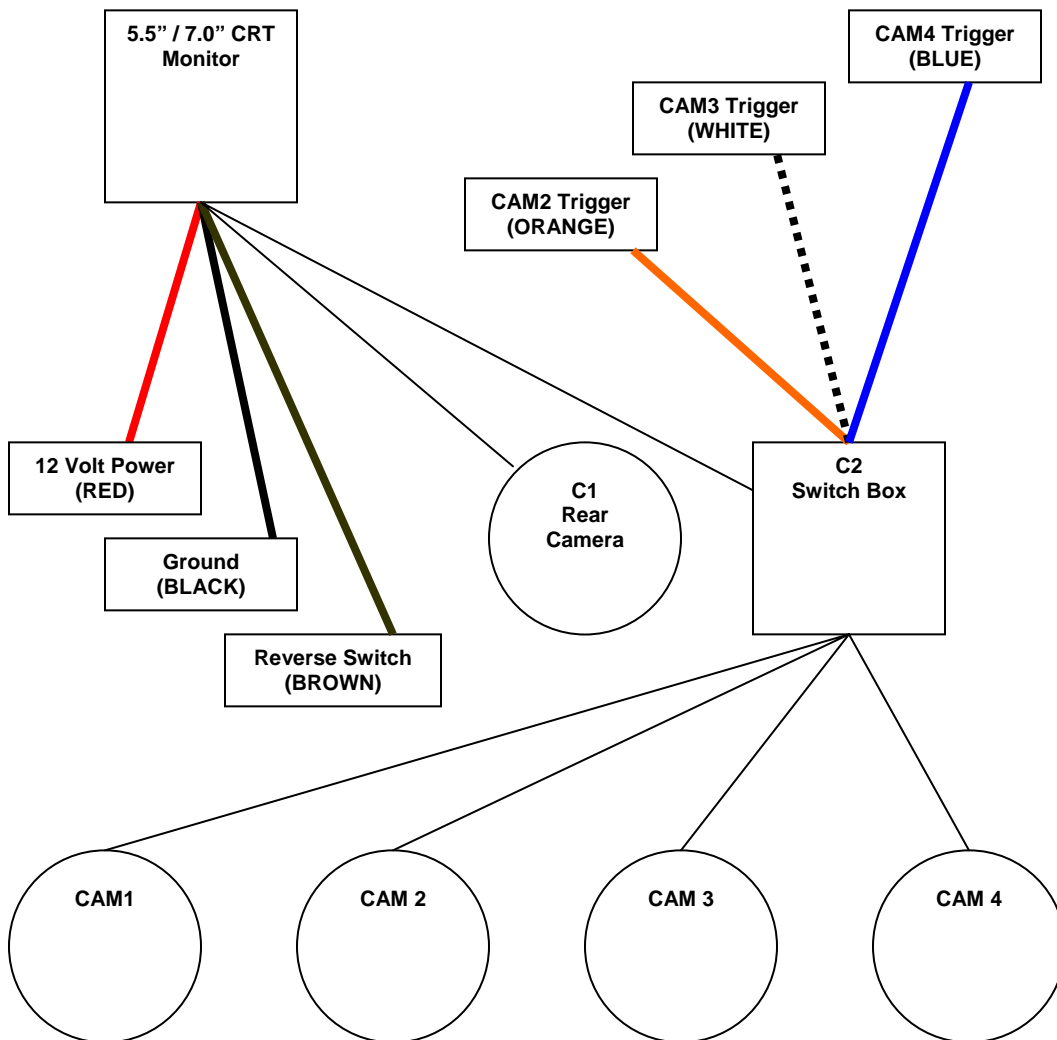 5.5” / 7.0” CRT
Monitor
CAM4 Trigger
(BLUE)
CAM3 Trigger
(WHITE)
CAM2 Trigger
(ORANGE)
12 Volt Power
(RED)
Ground
(BLACK)
Reverse Switch
(BROWN)
C1
Rear
Camera
C2
Switch Box
CAM1
CAM 2
CAM 3
CAM 4